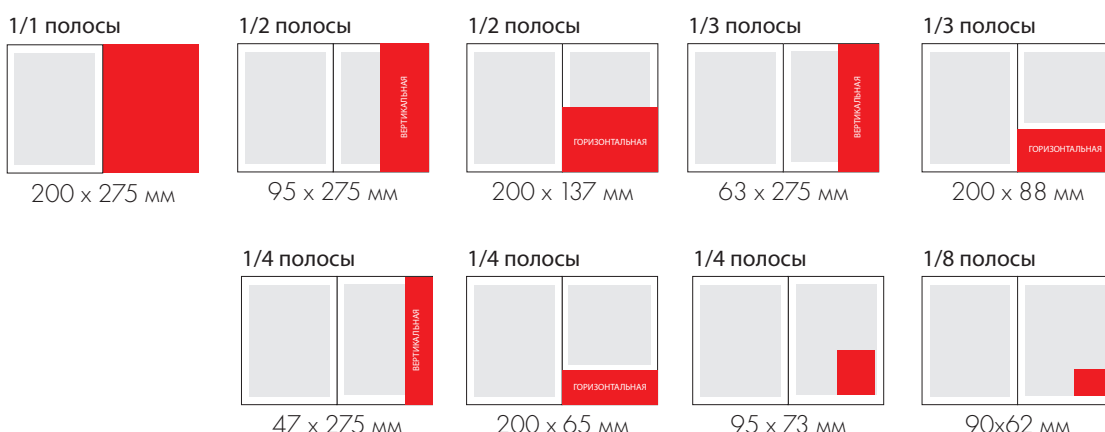 1/1 полосы
1/2 полосы
1/2 полосы
1/3 полосы
1/3 полосы
ВЕРТИКАЛЬНАЯ
ГОРИЗОНТАЛЬНАЯ
ВЕРТИКАЛЬНАЯ
ГОРИЗОНТАЛЬНАЯ
200 x 275 мм
95 x 275 мм
200 x 137 мм
63 x 275 мм
200 x 88 мм
1/4 полосы
1/4 полосы
1/4 полосы
1/8 полосы
ВЕРТИКАЛЬНАЯ
ГОРИЗОНТАЛЬНАЯ
47 x 275 мм
200 x 65 мм
95 x 73 мм
90x62 мм